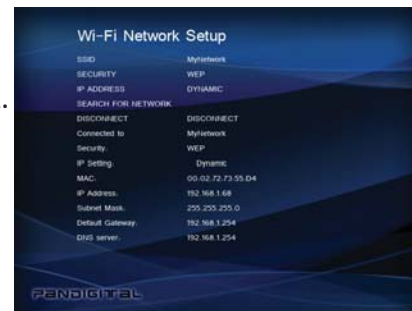 Wi-Fi Network Setup
SSID MyNetwork
SECURITY WEP
IP ADDRESS DYNAMIC
SEARCH FOR NETWORK
DISCONNECT DISCONNECT
Connected to MyNetwork
Security. WEP
IP Setting. Dynamic
MAC. 00-02-72-73-55-D4
IP Address. 192.168.1.68
Subnet Mask. 255.255.255.0
Default Gateway. 192.168.1.254
DNS server. 192.168.1.254
PANDIGITAL